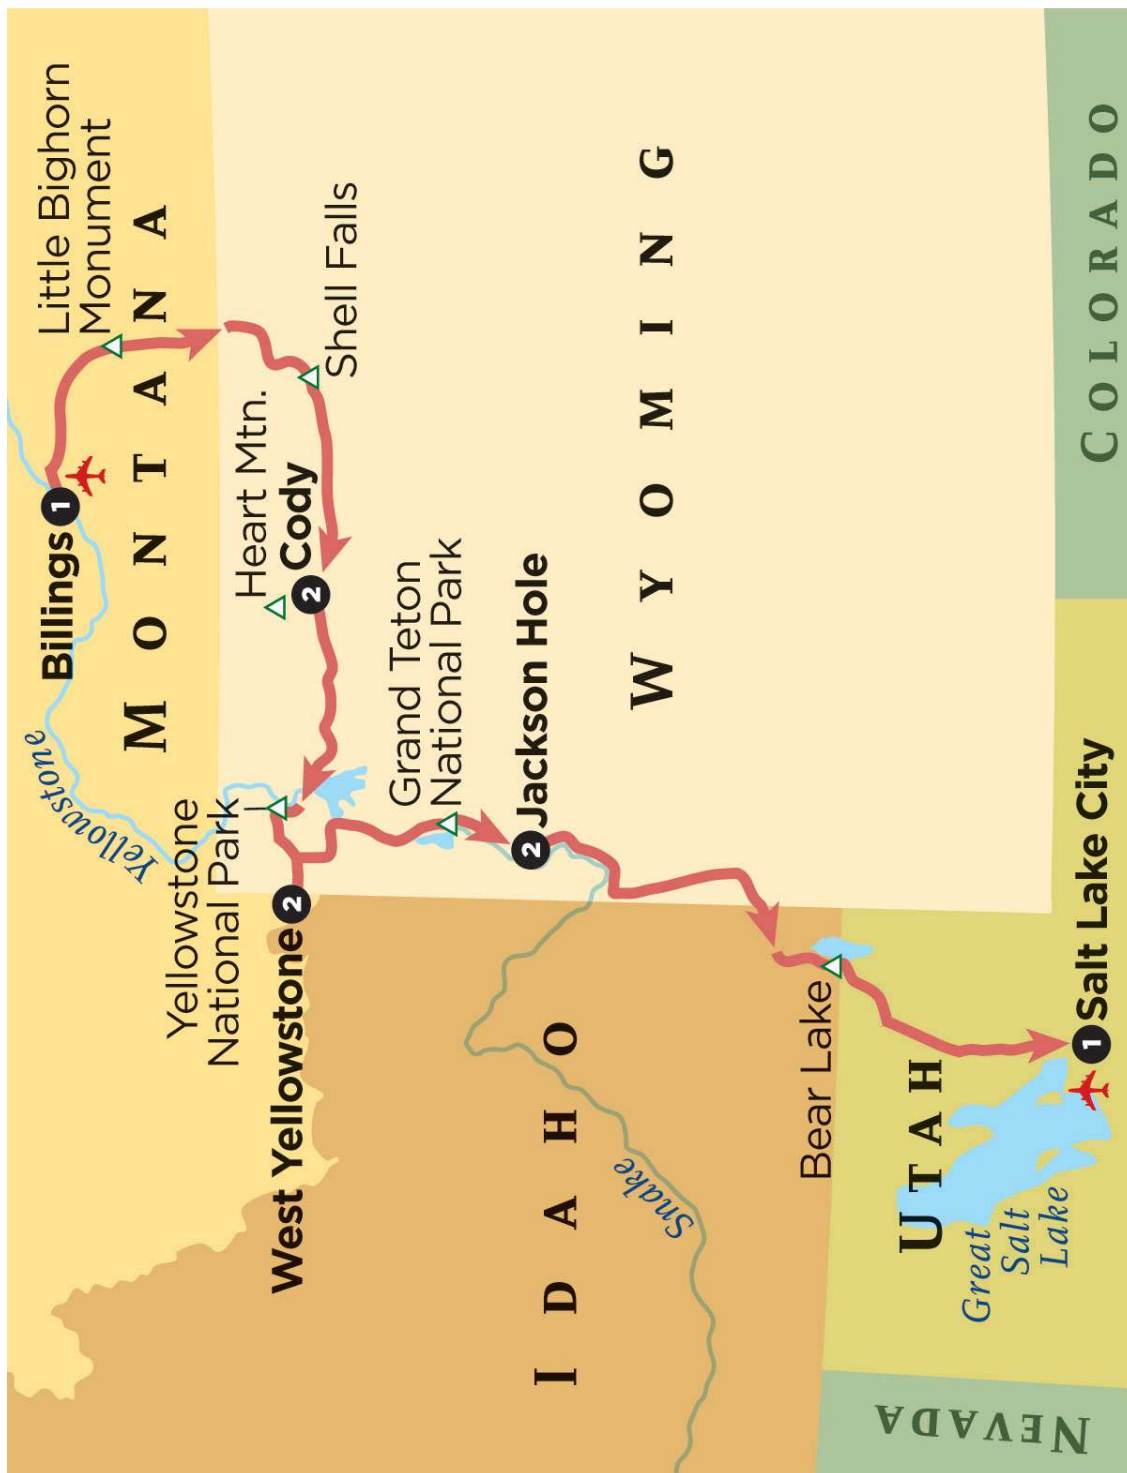 Little Bighorn
Monument
Billings
1
MONTANA
Yellowstone
Shell Falls
Heart Mtn.
Cody
2
Yellowstone
National Park
West Yellowstone
2
Grand Teton
National Park
Jackson Hole
2
WYOMING
IDAHO
Snake
Bear Lake
UTAH
Great
Salt
Lake
Salt Lake City
1
COLORADO
NEVADA